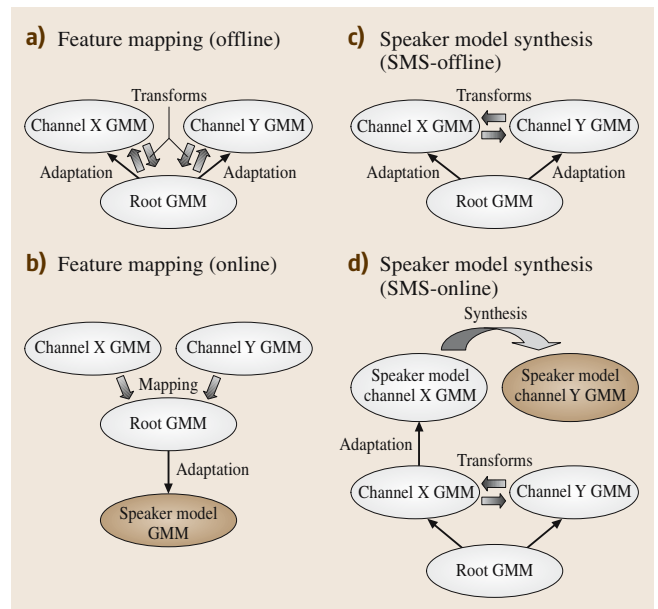 a) Feature mapping (offline)
Transforms
Channel X GMM
Channel Y GMM
Adaptation
Adaptation
Root GMM
b) Feature mapping (online)
Channel X GMM
Channel Y GMM
Mapping
Root GMM
Adaptation
Speaker model
GMM
c) Speaker model synthesis
(SMS-offline)
Transforms
Channel X GMM
Channel Y GMM
Adaptation
Adaptation
Root GMM
d) Speaker model synthesis
(SMS-online)
Synthesis
Speaker model
channel X GMM
Speaker model
channel Y GMM
Adaptation
Transforms
Channel X GMM
Channel Y GMM
Root GMM